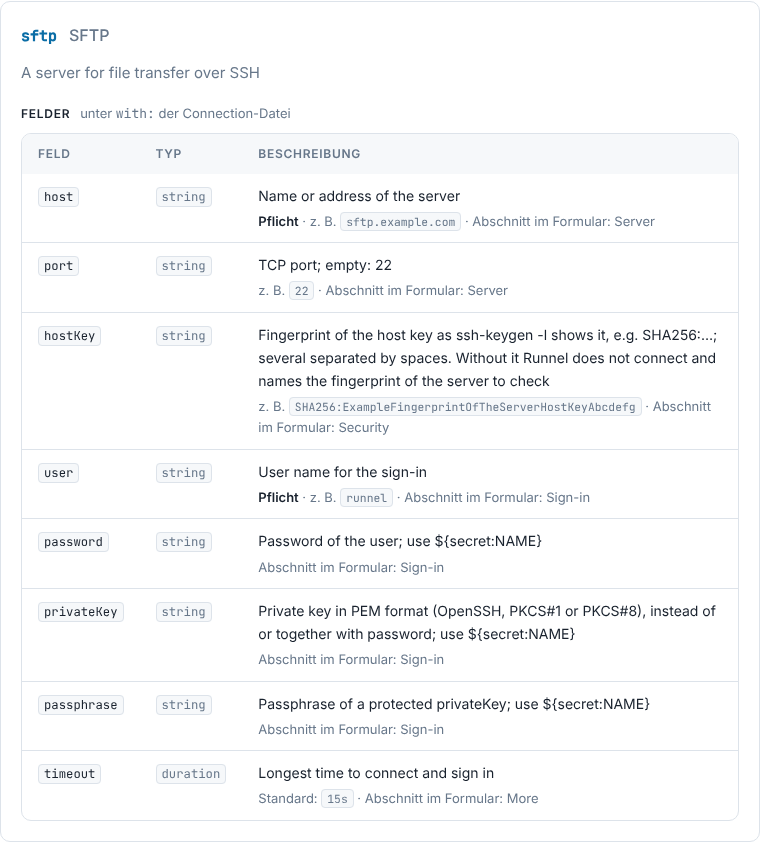 sftp SFTP
A server for file transfer over SSH
FELDER unter with: der Connection-Datei
FELD TYP BESCHREIBUNG
host string Name or address of the server
Pflicht · z. B. sftp.example.com · Abschnitt im Formular: Server
port string TCP port; empty: 22
z. B. 22 · Abschnitt im Formular: Server
hostKey string Fingerprint of the host key as ssh-keygen -l shows it, e.g. SHA256:...;
several separated by spaces. Without it Runnel does not connect and
names the fingerprint of the server to check
z. B. SHA256:ExampleFingerprintOfTheServerHostKeyAbcdefg · Abschnitt
im Formular: Security
user string User name for the sign-in
Pflicht · z. B. runnel · Abschnitt im Formular: Sign-in
password string Password of the user; use ${secret:NAME}
Abschnitt im Formular: Sign-in
privateKey string Private key in PEM format (OpenSSH, PKCS#1 or PKCS#8), instead of
or together with password; use ${secret:NAME}
Abschnitt im Formular: Sign-in
passphrase string Passphrase of a protected privateKey; use ${secret:NAME}
Abschnitt im Formular: Sign-in
timeout duration Longest time to connect and sign in
Standard: 15s · Abschnitt im Formular: More